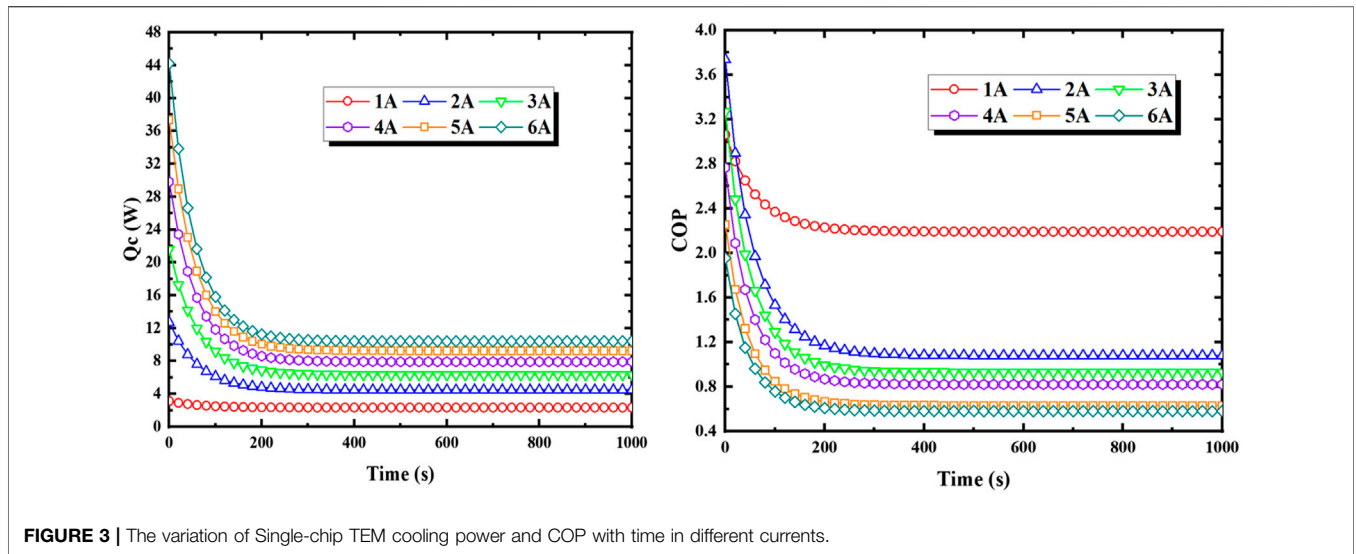 48
44
40
36
32
28
24
20
16
12
8
4
0
Qc (W)
1A 2A 3A
4A 5A 6A
0 200 400 600 800 1000
Time (s)
4.0
3.6
3.2
2.8
2.4
2.0
1.6
1.2
0.8
0.4
COP
1A 2A 3A
4A 5A 6A
0 200 400 600 800 1000
Time (s)
FIGURE 3 | The variation of Single-chip TEM cooling power and COP with time in different currents.